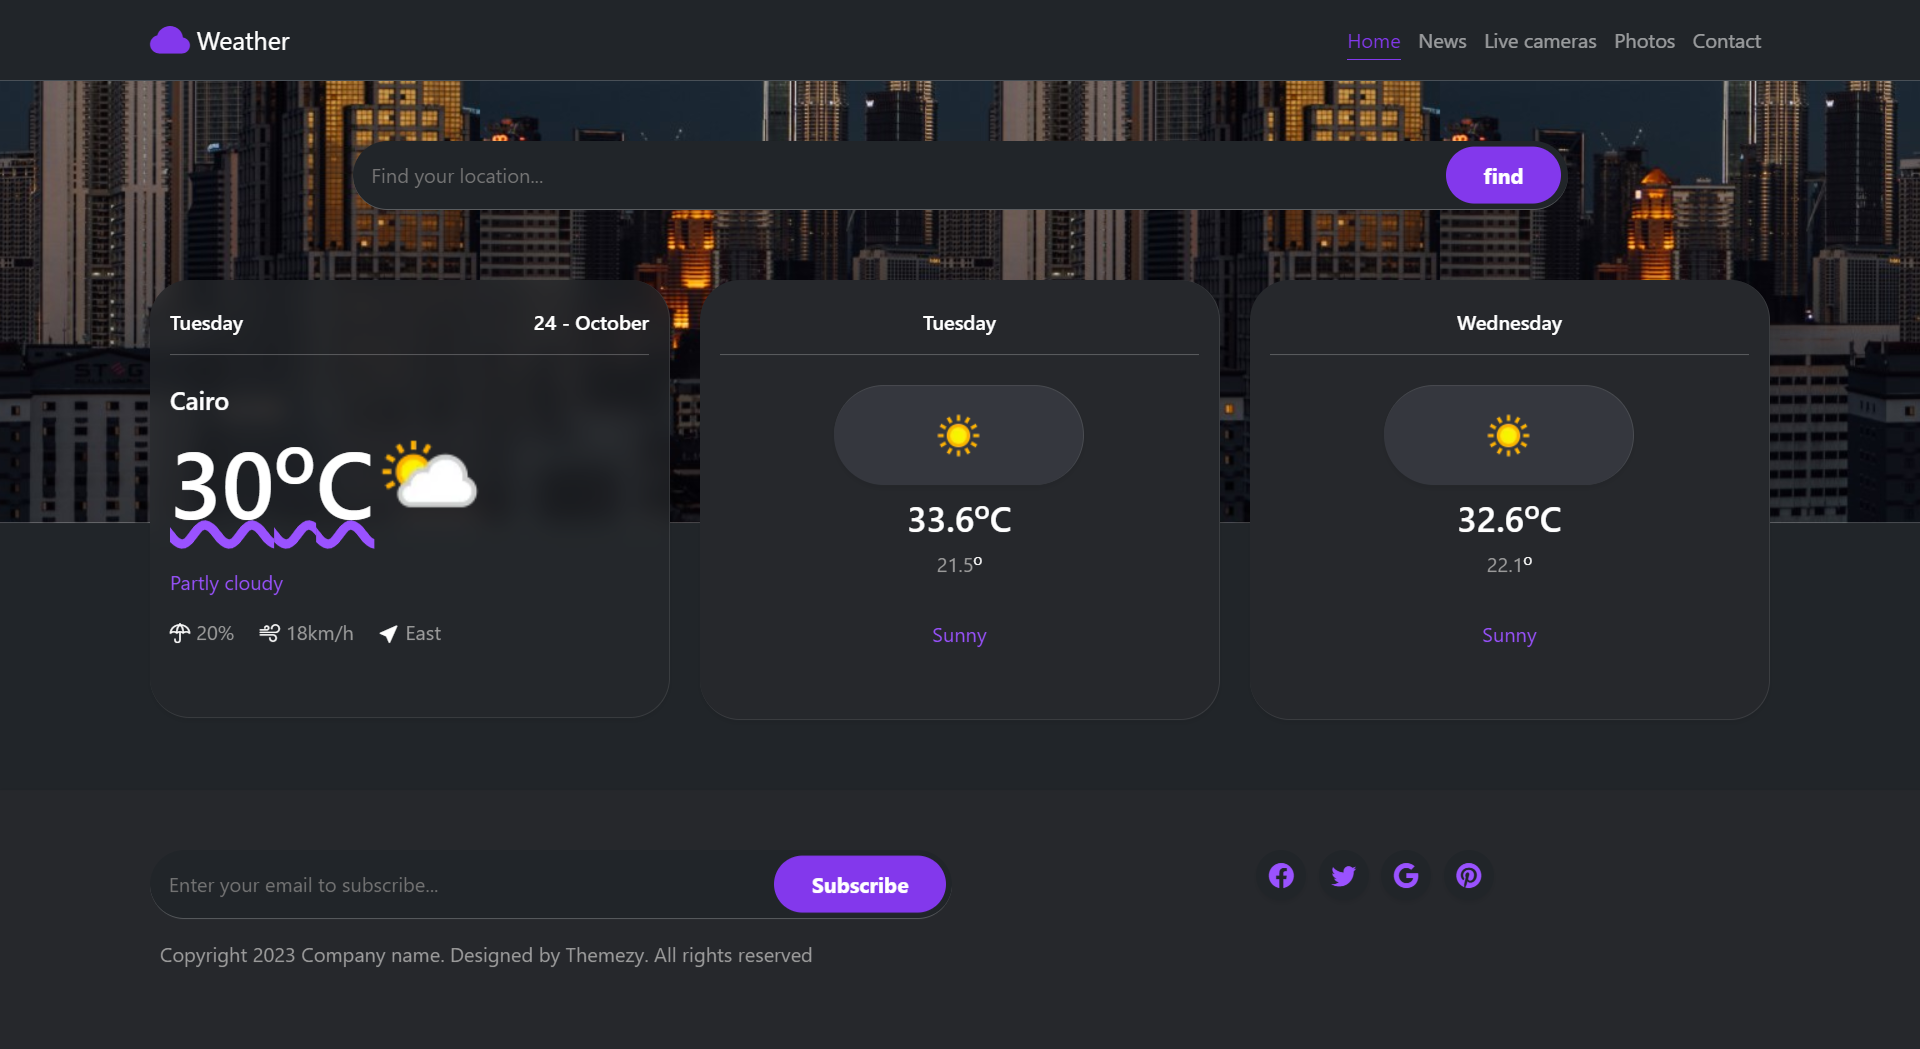 Weather
Home News Live cameras Photos Contact
Find your location...
find
Tuesday 24 - October
Cairo
30°C
Partly cloudy
20% 18km/h East
Tuesday
33.6°C
21.5°
Sunny
Wednesday
32.6°C
22.1°
Sunny
Enter your email to subscribe...
Subscribe
Copyright 2023 Company name. Designed by Themezy. All rights reserved